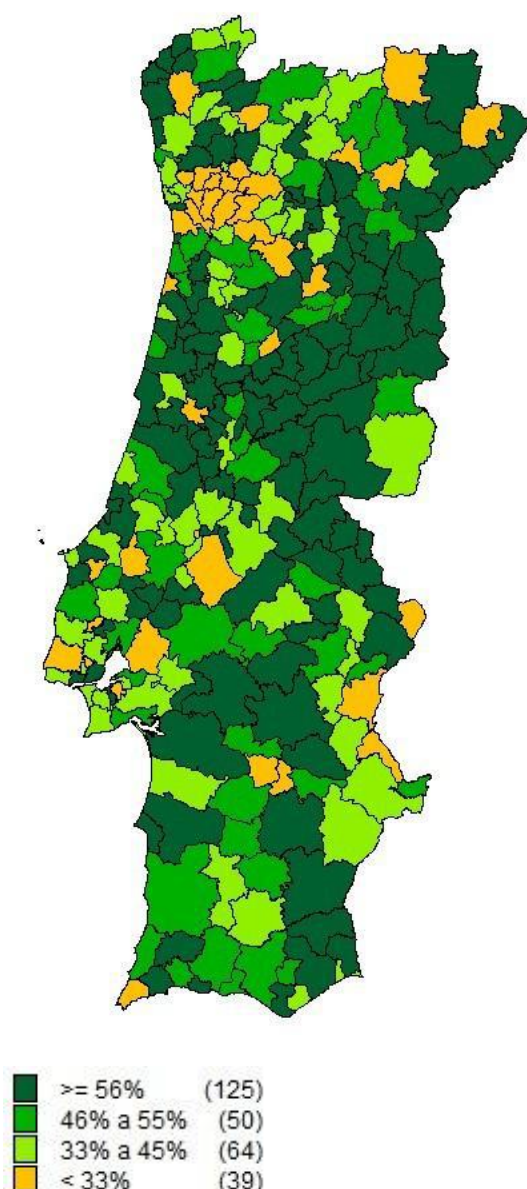 >= 56% (125)
46% a 55% (50)
33% a 45% (64)
< 33% (39)